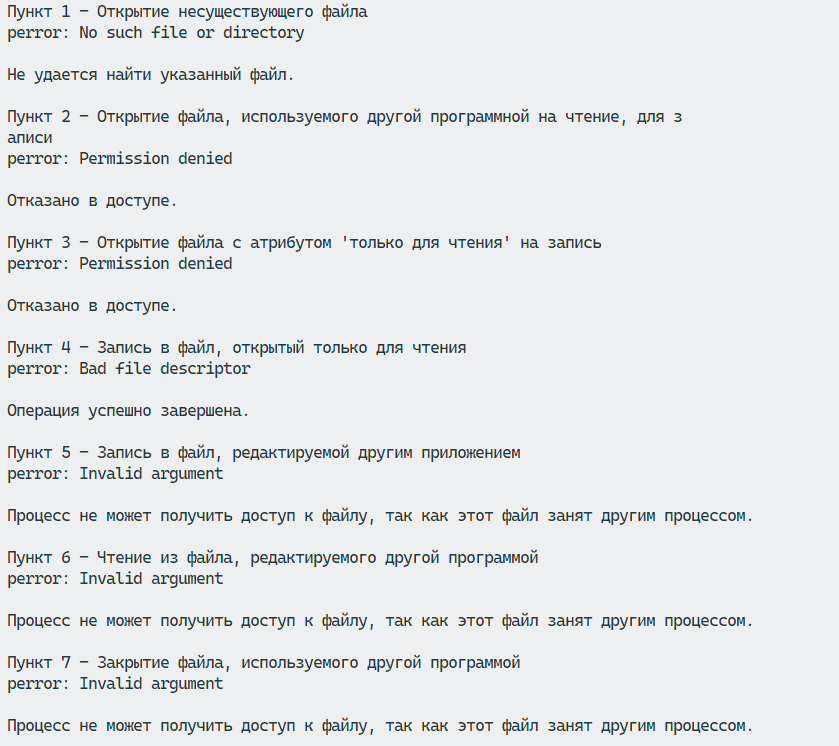 Пункт 1 – Открытие несуществующего файла
perror: No such file or directory
Не удается найти указанный файл.
Пункт 2 – Открытие файла, используемого другой программной на чтение, для з
аписи
perror: Permission denied
Отказано в доступе.
Пункт 3 – Открытие файла с атрибутом 'только для чтения' на запись
perror: Permission denied
Отказано в доступе.
Пункт 4 – Запись в файл, открытый только для чтения
perror: Bad file descriptor
Операция успешно завершена.
Пункт 5 – Запись в файл, редактируемой другим приложением
perror: Invalid argument
Процесс не может получить доступ к файлу, так как этот файл занят другим процессом.
Пункт 6 – Чтение из файла, редактируемого другой программой
perror: Invalid argument
Процесс не может получить доступ к файлу, так как этот файл занят другим процессом.
Пункт 7 – Закрытие файла, используемого другой программой
perror: Invalid argument
Процесс не может получить доступ к файлу, так как этот файл занят другим процессом.